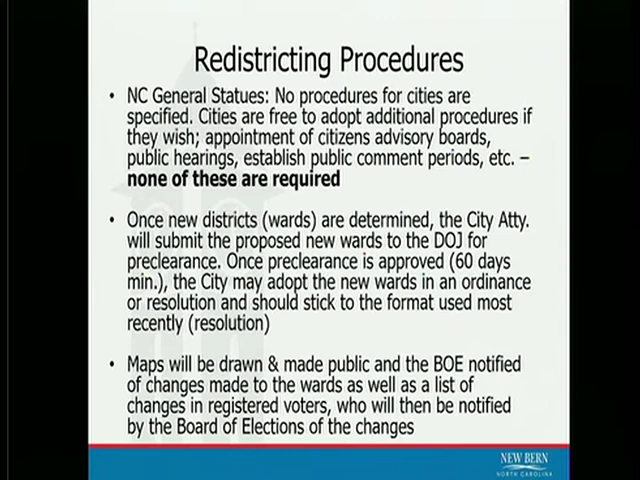 Redistricting Procedures
• NC General Statues: No procedures for cities are
specified. Cities are free to adopt additional procedures if
they wish; appointment of citizens advisory boards,
public hearings, establish public comment periods, etc. –
none of these are required
• Once new districts (wards) are determined, the City Atty.
will submit the proposed new wards to the DOJ for
preclearance. Once preclearance is approved (60 days
min.), the City may adopt the new wards in an ordinance
or resolution and should stick to the format used most
recently (resolution)
• Maps will be drawn & made public and the BOE notified
of changes made to the wards as well as a list of
changes in registered voters, who will then be notified
by the Board of Elections of the changes
NEW BERN
NORTH CAROLINA